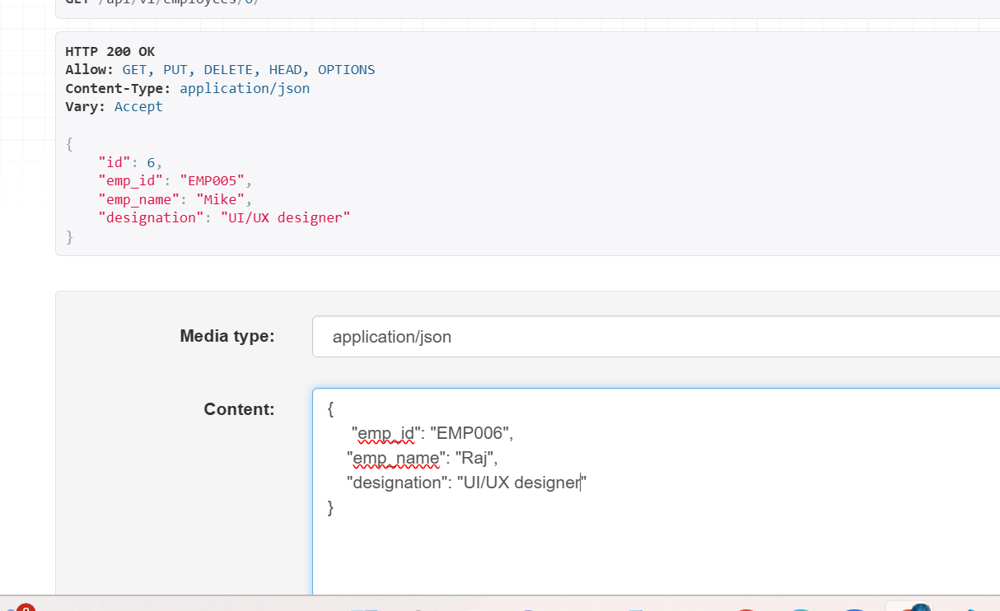 GET /api/v1/employees/6/
HTTP 200 OK
Allow: GET, PUT, DELETE, HEAD, OPTIONS
Content-Type: application/json
Vary: Accept
{
"id": 6,
"emp_id": "EMP005",
"emp_name": "Mike",
"designation": "UI/UX designer"
}
Media type:
application/json
Content:
{
"emp_id": "EMP006",
"emp_name": "Raj",
"designation": "UI/UX designer"
}